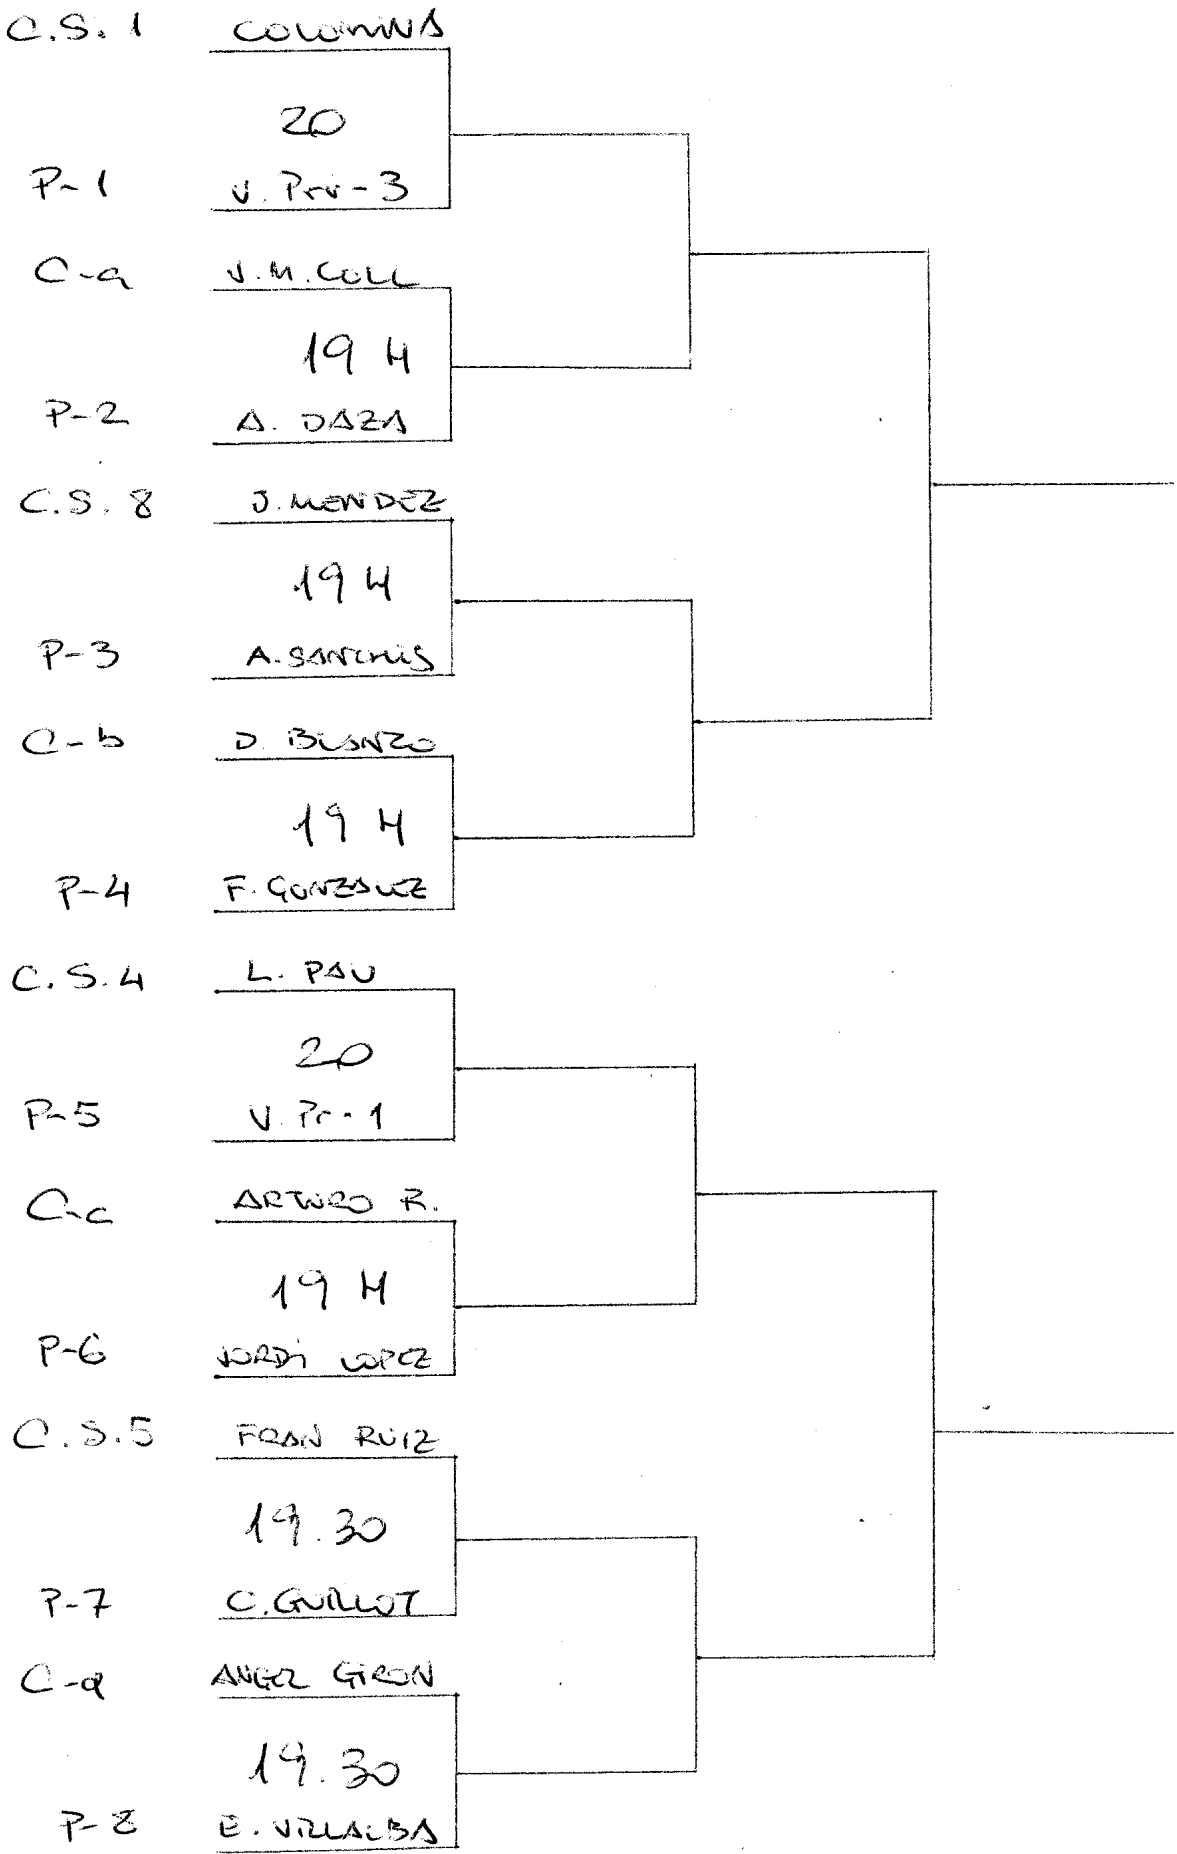 C.S. 1 COLOMINA
20
P-1 V. Prv-3
C-a J.M. COLL
19 H
P-2 A. DAZA
C.S. 8 J. MENDEZ
19 H
P-3 A. SANCHIS
C-b D. BLANZO
19 H
P-4 F. GONZALEZ
C.S. 4 L. PAU
20
P-5 V. Pr-1
C-c ARTURO R.
19 H
P-6 JORDI LOPEZ
C.S. 5 FRAN RUIZ
19.30
P-7 C. GUILLOT
C-d ANGEL GIRON
19.30
P-8 E. VILLALBA